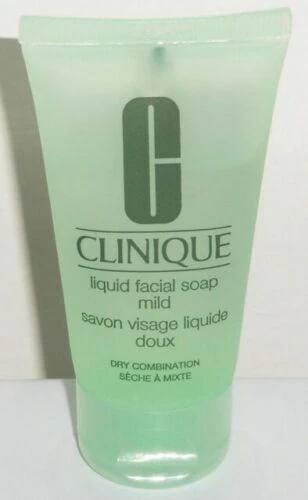 C
CLINIQUE
liquid facial soap
mild
savon visage liquide
doux
DRY COMBINATION
SÈCHE À MIXTE